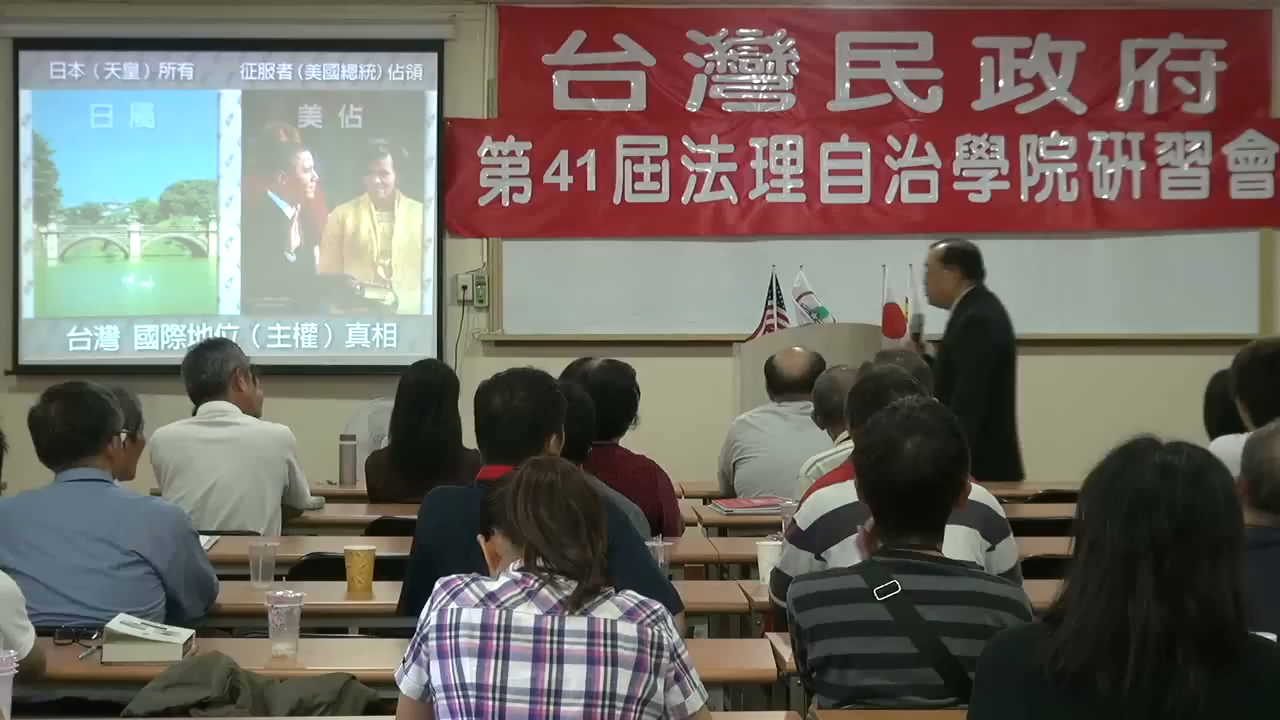 日本（天皇）所有
征服者（美國總統）佔領
日屬
美佔
台灣 國際地位（主權）真相
台灣民政府
第41屆法理自治學院研習會